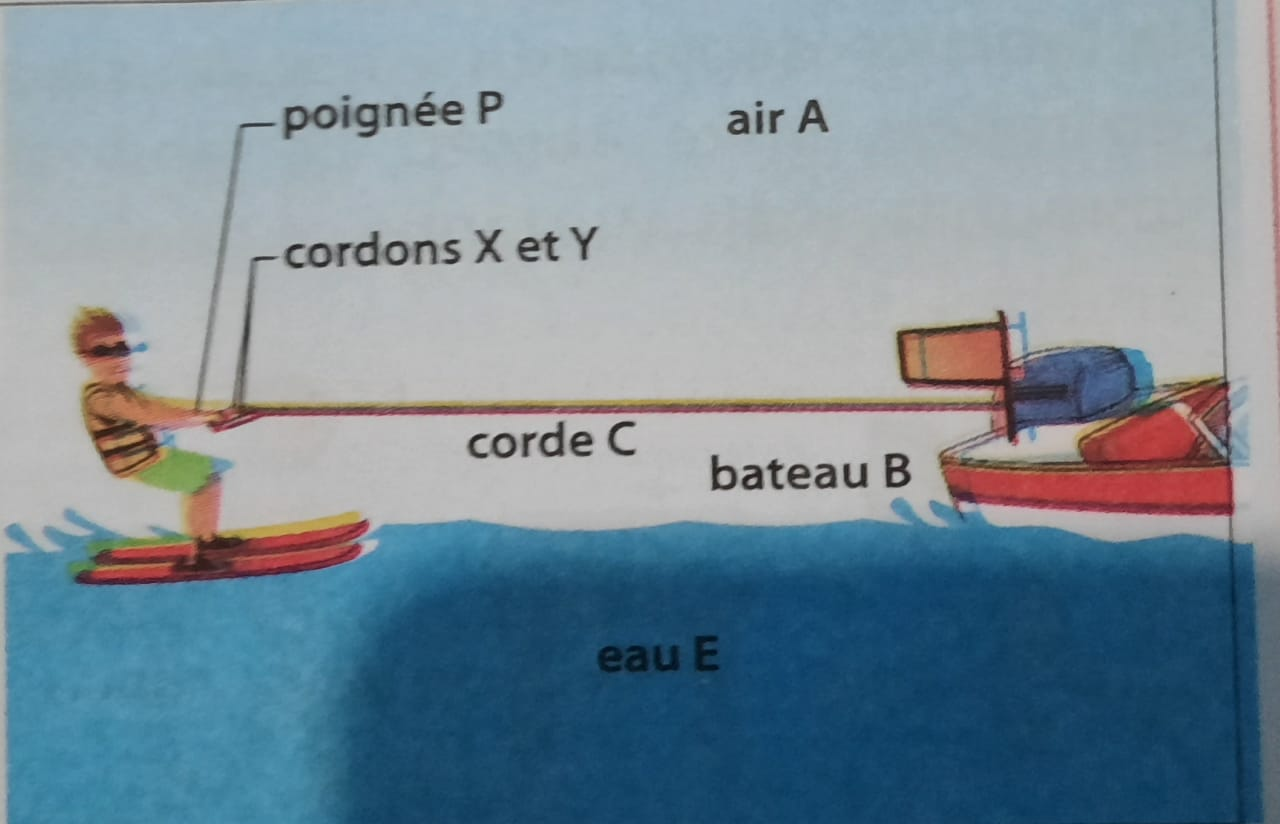 poignée P
air A
cordons X et Y
corde C
bateau B
eau E